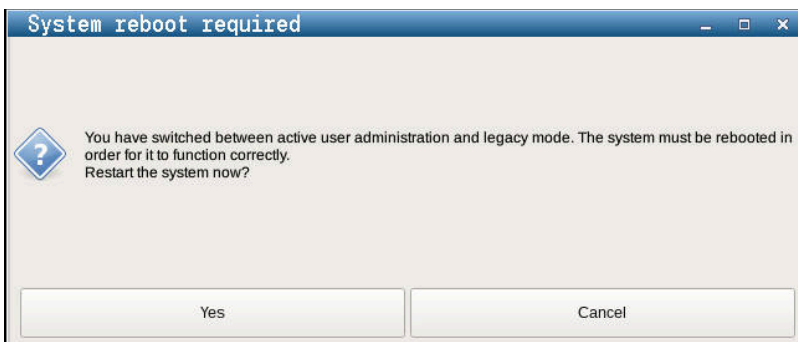 System reboot required
You have switched between active user administration and legacy mode. The system must be rebooted in
order for it to function correctly.
Restart the system now?
Yes
Cancel